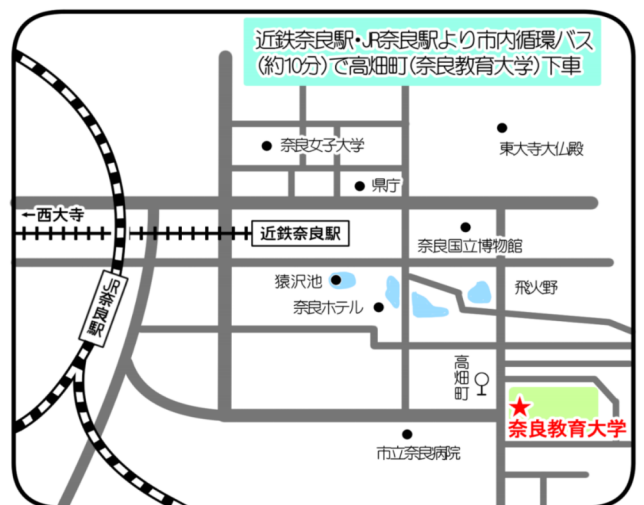 近鉄奈良駅・JR奈良駅より市内循環バス
(約10分)で高畑町(奈良教育大学)下車
奈良女子大学
東大寺大仏殿
県庁
←西大寺
近鉄奈良駅
奈良国立博物館
JR奈良駅
猿沢池
飛火野
奈良ホテル
高畑町
奈良教育大学
市立奈良病院